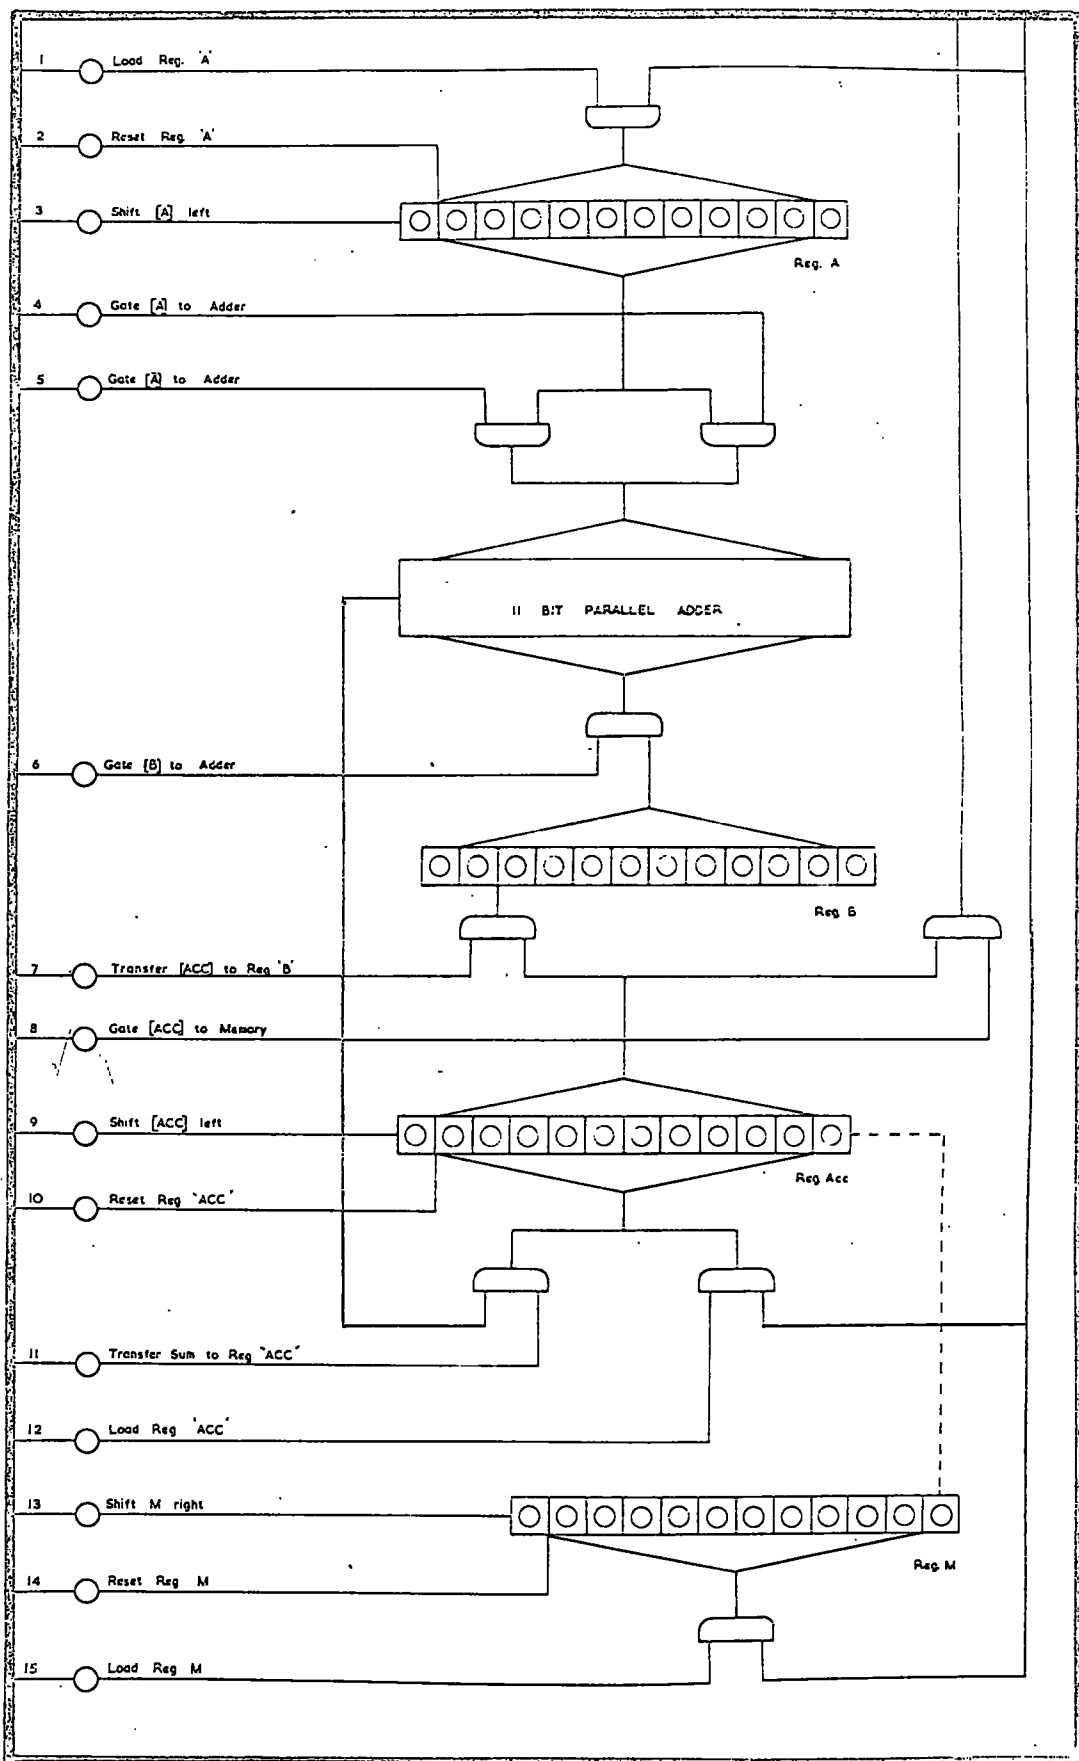 1 Load Reg. 'A'
2 Reset Reg 'A'
3 Shift [A] left
Reg. A
4 Gate [A] to Adder
5 Gate [Ā] to Adder
11 BIT PARALLEL ADDER
6 Gate [B] to Adder
Reg B
7 Transfer [ACC] to Reg 'B'
8 Gate [ACC] to Memory
9 Shift [ACC] left
Reg Acc
10 Reset Reg "ACC"
11 Transfer Sum to Reg "ACC"
12 Load Reg 'ACC'
13 Shift M right
Reg M
14 Reset Reg M
15 Load Reg M